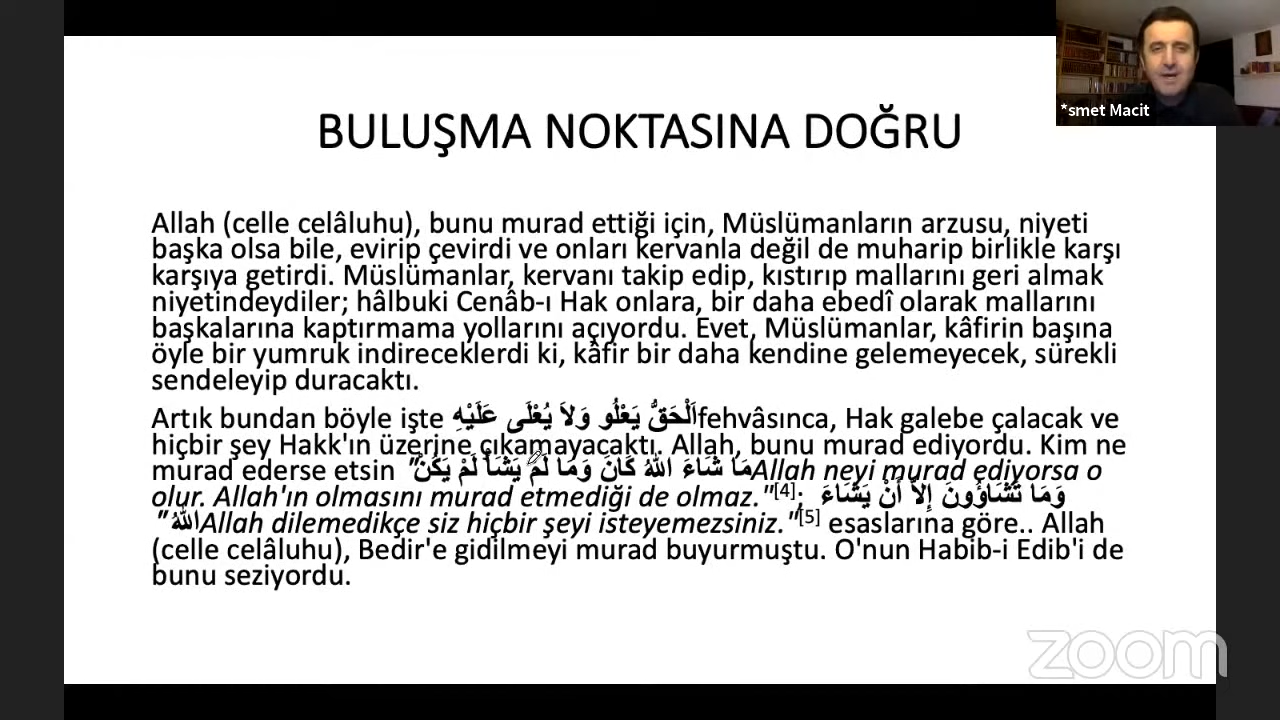 *smet Macit
BULUŞMA NOKTASINA DOĞRU
Allah (celle celâluhu), bunu murad ettiği için, Müslümanların arzusu, niyeti
başka olsa bile, evirip çevirdi ve onları kervanla değil de muharip birlikle karşı
karşıya getirdi. Müslümanlar, kervanı takip edip, kıstırıp mallarını geri almak
niyetindeydiler; hâlbuki Cenâb-ı Hak onlara, bir daha ebedî olarak mallarını
başkalarına kaptırmama yollarını açıyordu. Evet, Müslümanlar, kâfirin başına
öyle bir yumruk indireceklerdi ki, kâfir bir daha kendine gelemeyecek, sürekli
sendeleyip duracaktı.
Artık bundan böyle işte اَلْحَقُّ يَعْلُو وَلاَ يُعْلَى عَلَيْهِ fehvâsınca, Hak galebe çalacak ve
hiçbir şey Hakk'ın üzerine çıkamayacaktı. Allah, bunu murad ediyordu. Kim ne
murad ederse etsin "مَا شَاءَ اللهُ كَانَ وَمَا لَمْ يَشَأْ لَمْ يَكُنْ Allah neyi murad ediyorsa o
olur. Allah'ın olmasını murad etmediği de olmaz."[4]; وَمَا تَشَاؤُونَ إِلاَّ أَنْ يَشَاءَ
"اللهُ Allah dilemedikçe siz hiçbir şeyi isteyemezsiniz."[5] esaslarına göre.. Allah
(celle celâluhu), Bedir'e gidilmeyi murad buyurmuştu. O'nun Habib-i Edib'i de
bunu seziyordu.
zoom